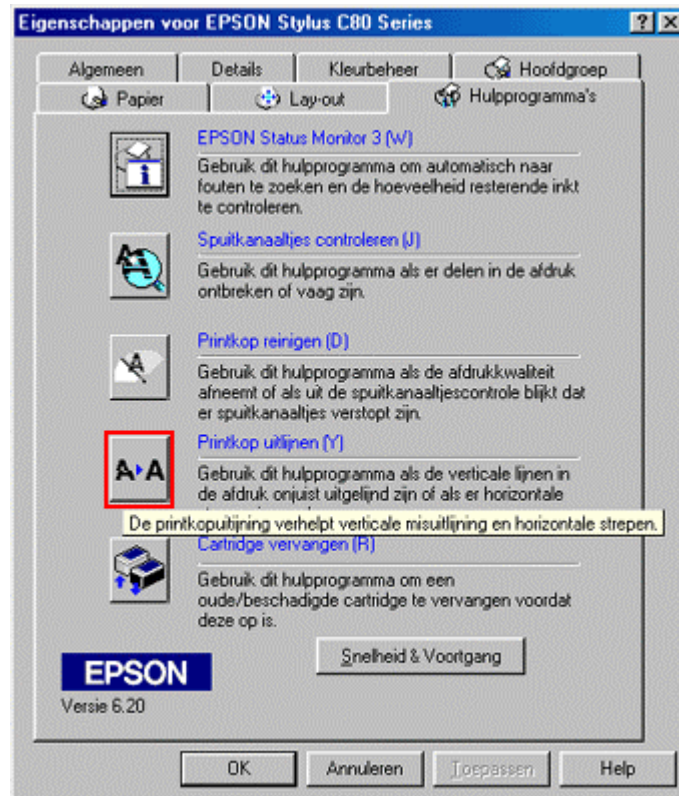 Eigenschappen voor EPSON Stylus C80 Series
Algemeen Details Kleurbeheer Hoofdgroep
Papier Lay-out Hulpprogramma's
EPSON Status Monitor 3 (W)
Gebruik dit hulpprogramma om automatisch naar
fouten te zoeken en de hoeveelheid resterende inkt
te controleren.
Spuitkanaaltjes controleren (J)
Gebruik dit hulpprogramma als er delen in de afdruk
ontbreken of vaag zijn.
Printkop reinigen (D)
Gebruik dit hulpprogramma als de afdrukkwaliteit
afneemt of als uit de spuitkanaaltjescontrole blijkt dat
er spuitkanaaltjes verstopt zijn.
Printkop uitlijnen (Y)
A A
Gebruik dit hulpprogramma als de verticale lijnen in
de afdruk onjuist uitgelijnd zijn of als er horizontale
De printkopuitijning verhelpt verticale misuitlijning en horizontale strepen.
Cartridge vervangen (R)
Gebruik dit hulpprogramma om een
oude/beschadigde cartridge te vervangen voordat
deze op is.
Snelheid & Voortgang
EPSON
Versie 6.20
OK Annuleren Toepassen Help